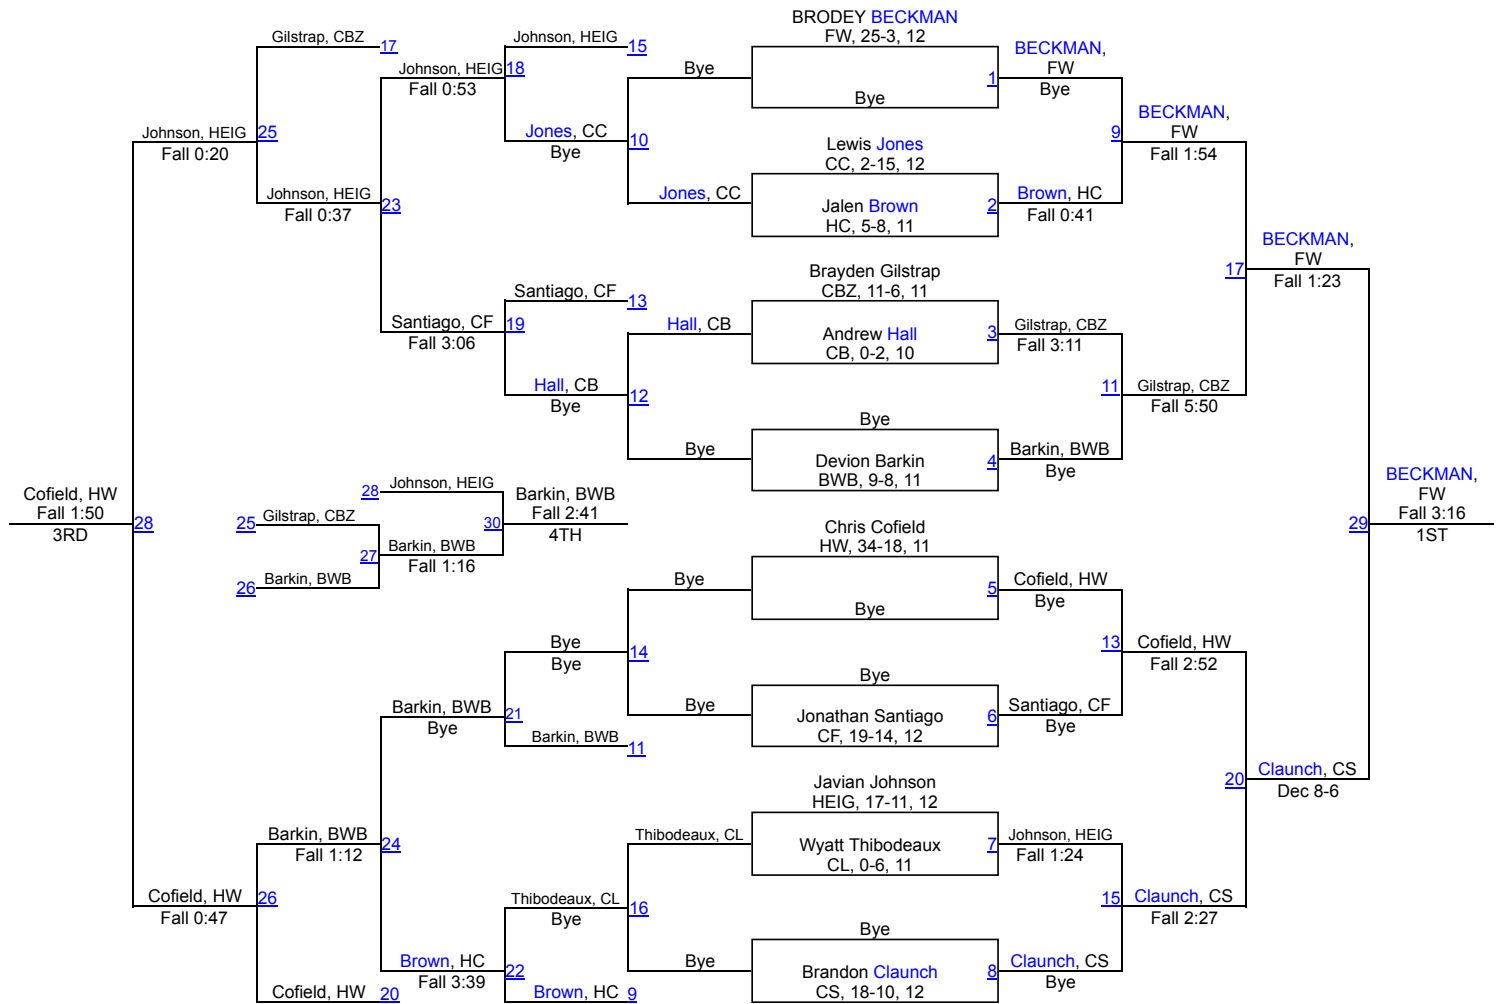 BRODEY BECKMAN
FW, 25-3, 12
Gilstrap, CBZ
17
Johnson, HEIG
15
BECKMAN,
FW
Bye
Johnson, HEIG
18
Fall 0:53
Bye
1
Bye
BECKMAN,
FW
Fall 1:54
Johnson, HEIG
25
Fall 0:20
Jones, CC
Bye
10
9
Lewis Jones
CC, 2-15, 12
Johnson, HEIG
Fall 0:37
23
Jones, CC
Jalen Brown
HC, 5-8, 11
2
Brown, HC
Fall 0:41
BECKMAN,
FW
Fall 1:23
17
Brayden Gilstrap
CBZ, 11-6, 11
Santiago, CF
13
Santiago, CF
19
Fall 3:06
Hall, CB
Andrew Hall
CB, 0-2, 10
3
Gilstrap, CBZ
Fall 3:11
Hall, CB
Bye
12
11
Gilstrap, CBZ
Fall 5:50
Bye
Bye
Devion Barkin
BWB, 9-8, 11
4
Barkin, BWB
Bye
BECKMAN,
FW
Fall 3:16
1ST
29
Cofield, HW
Fall 1:50
3RD
28
28
Johnson, HEIG
25
Gilstrap, CBZ
30
Barkin, BWB
Fall 2:41
4TH
27
Barkin, BWB
Fall 1:16
26
Barkin, BWB
Chris Cofield
HW, 34-18, 11
Bye
Bye
5
Cofield, HW
Bye
Bye
Bye
14
13
Cofield, HW
Fall 2:52
Bye
Barkin, BWB
Bye
21
Bye
Jonathan Santiago
CF, 19-14, 12
6
Santiago, CF
Bye
Barkin, BWB
11
20
Claunch, CS
Dec 8-6
Javian Johnson
HEIG, 17-11, 12
Barkin, BWB
Fall 1:12
24
Thibodeaux, CL
Wyatt Thibodeaux
CL, 0-6, 11
7
Johnson, HEIG
Fall 1:24
Cofield, HW
26
Fall 0:47
Thibodeaux, CL
Bye
16
15
Claunch, CS
Fall 2:27
Bye
Brown, HC
Fall 3:39
22
Bye
Brandon Claunch
CS, 18-10, 12
8
Claunch, CS
Bye
Cofield, HW
20
Brown, HC
9